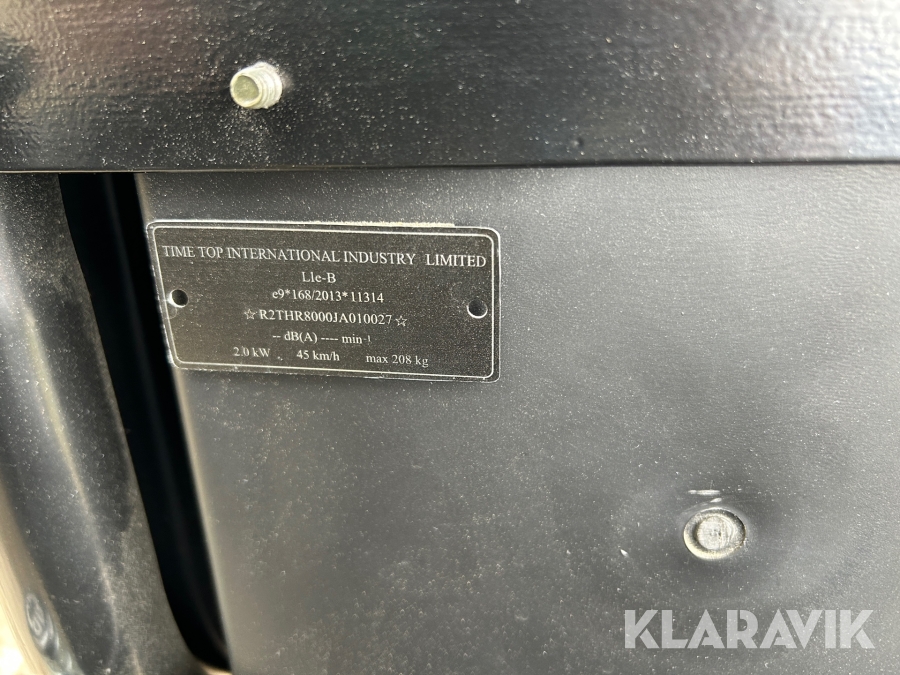 TIME TOP INTERNATIONAL INDUSTRY LIMITED
L1e-B
e9*168/2013*11314
☆R2THR8000JA010027☆
-- dB(A) ---- min⁻¹
2.0 kW 45 km/h max 208 kg
KLARAVIK